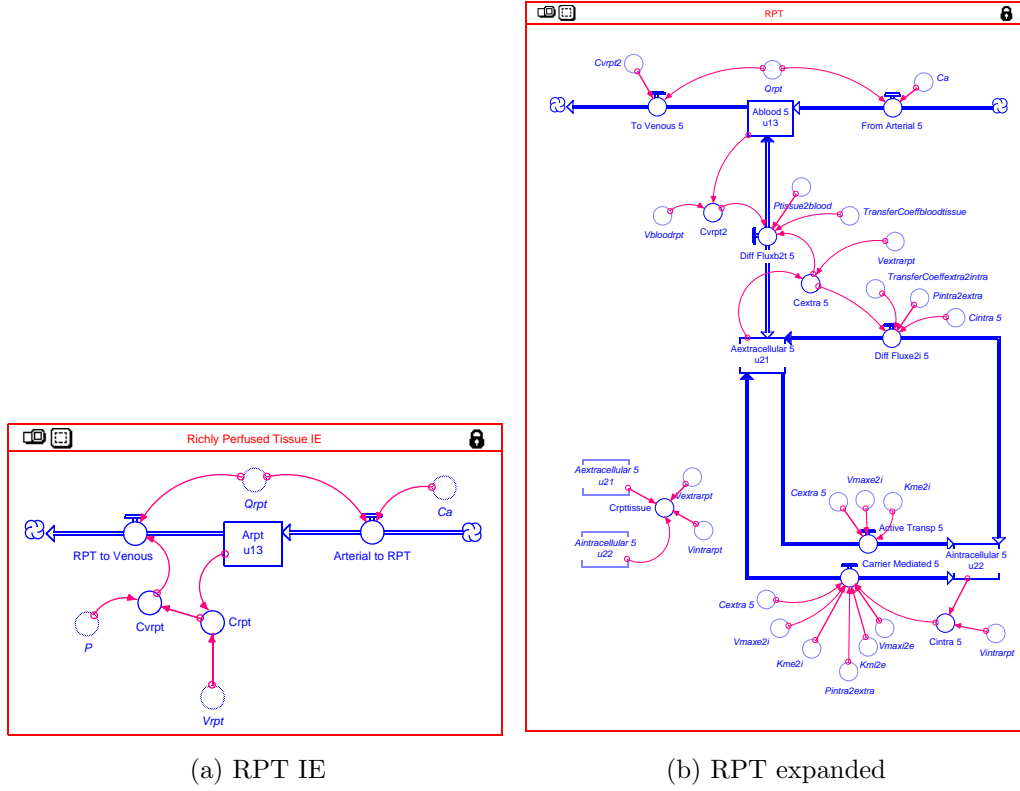 RPT
Cvrpt2
Qrpt
Ca
To Venous 5
Ablood 5
u13
From Arterial 5
Ptissue2blood
TransferCoeffbloodtissue
Vbloodrpt
Cvrpt2
Diff Fluxb2t 5
Vextrarpt
Cextra 5
TransferCoeffextra2intra
Pintra2extra
Cintra 5
Aextracellular 5
u21
Diff Fluxe2i 5
Aextracellular 5
u21
Vextrarpt
Crpttissue
Vintrarpt
Aintracellular 5
u22
Cextra 5
Vmaxe2i
Kme2i
Active Transp 5
Carrier Mediated 5
Aintracellular 5
u22
Cextra 5
Vmaxe2i
Kme2i
Pintra2extra
Kmi2e
Vmaxi2e
Cintra 5
Vintrarpt
Richly Perfused Tissue IE
Qrpt
Ca
RPT to Venous
Arpt
u13
Arterial to RPT
P
Cvrpt
Crpt
Vrpt
(a) RPT IE
(b) RPT expanded